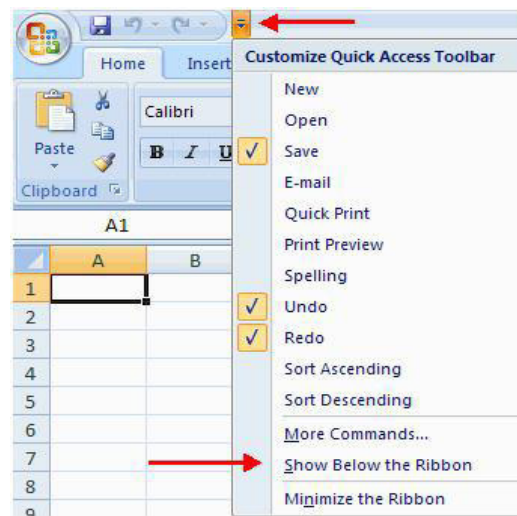 Home Insert
Customize Quick Access Toolbar
New
Open
Save
E-mail
Quick Print
Print Preview
Spelling
Undo
Redo
Sort Ascending
Sort Descending
More Commands...
Show Below the Ribbon
Minimize the Ribbon
Calibri
Paste
B I U
Clipboard
A1
A B
1
2
3
4
5
6
7
8
9